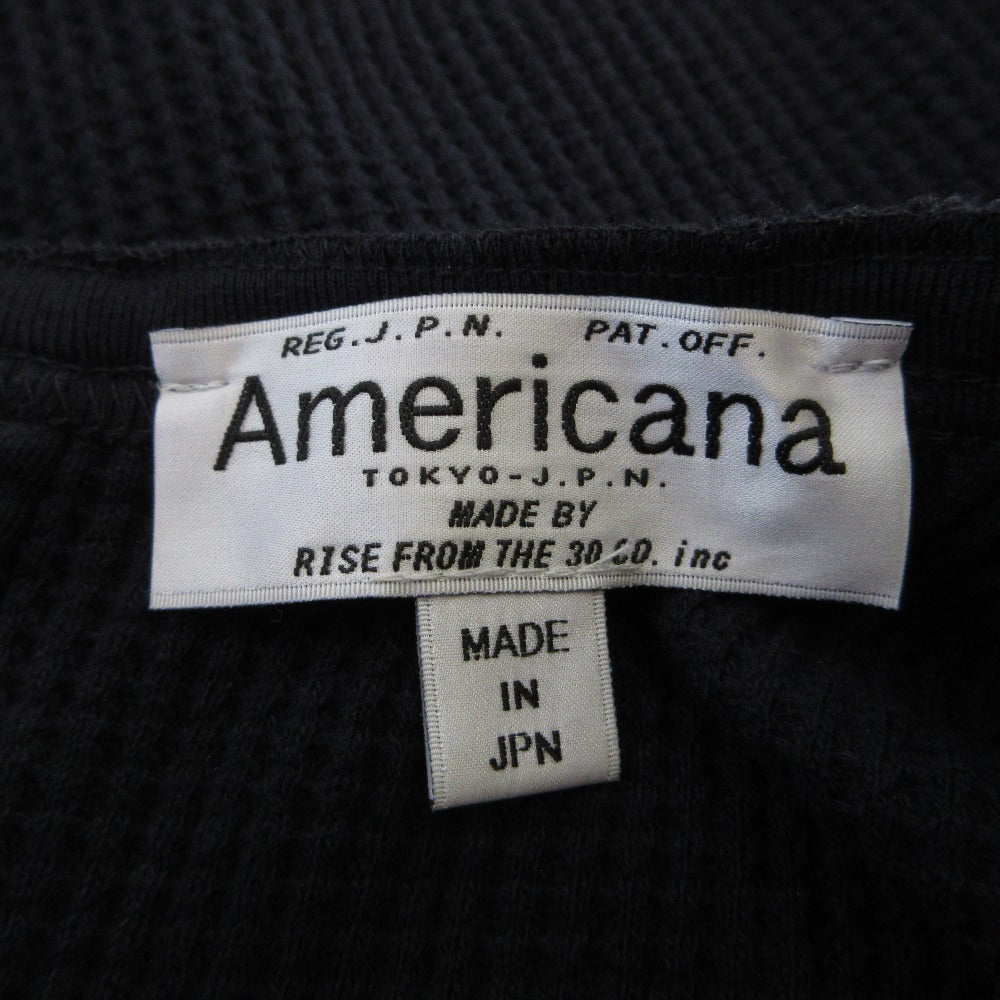 REG.J.P.N. PAT.OFF.
Americana
TOKYO-J.P.N.
MADE BY
RISE FROM THE 30 CO. inc
MADE
IN
JPN